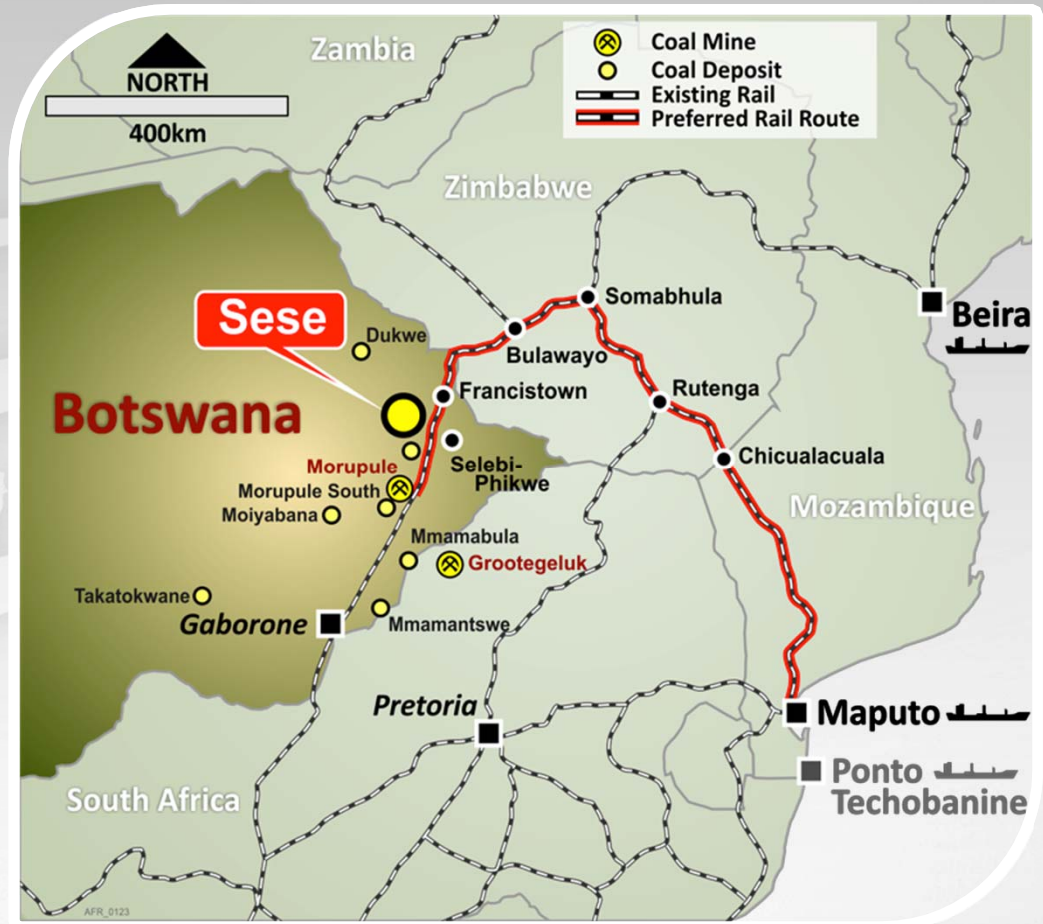 Zambia
NORTH
400km
Coal Mine
Coal Deposit
Existing Rail
Preferred Rail Route
Zimbabwe
Sese
Dukwe
Somabhula
Beira
Bulawayo
Botswana
Francistown
Rutenga
Selebi-
Phikwe
Chicualacuala
Morupule
Morupule South
Moiyabana
Mozambique
Mmamabula
Grootegeluk
Takatokwane
Gaborone
Mmamantswe
Pretoria
Maputo
Ponto
Techobanine
South Africa
AFR_0123